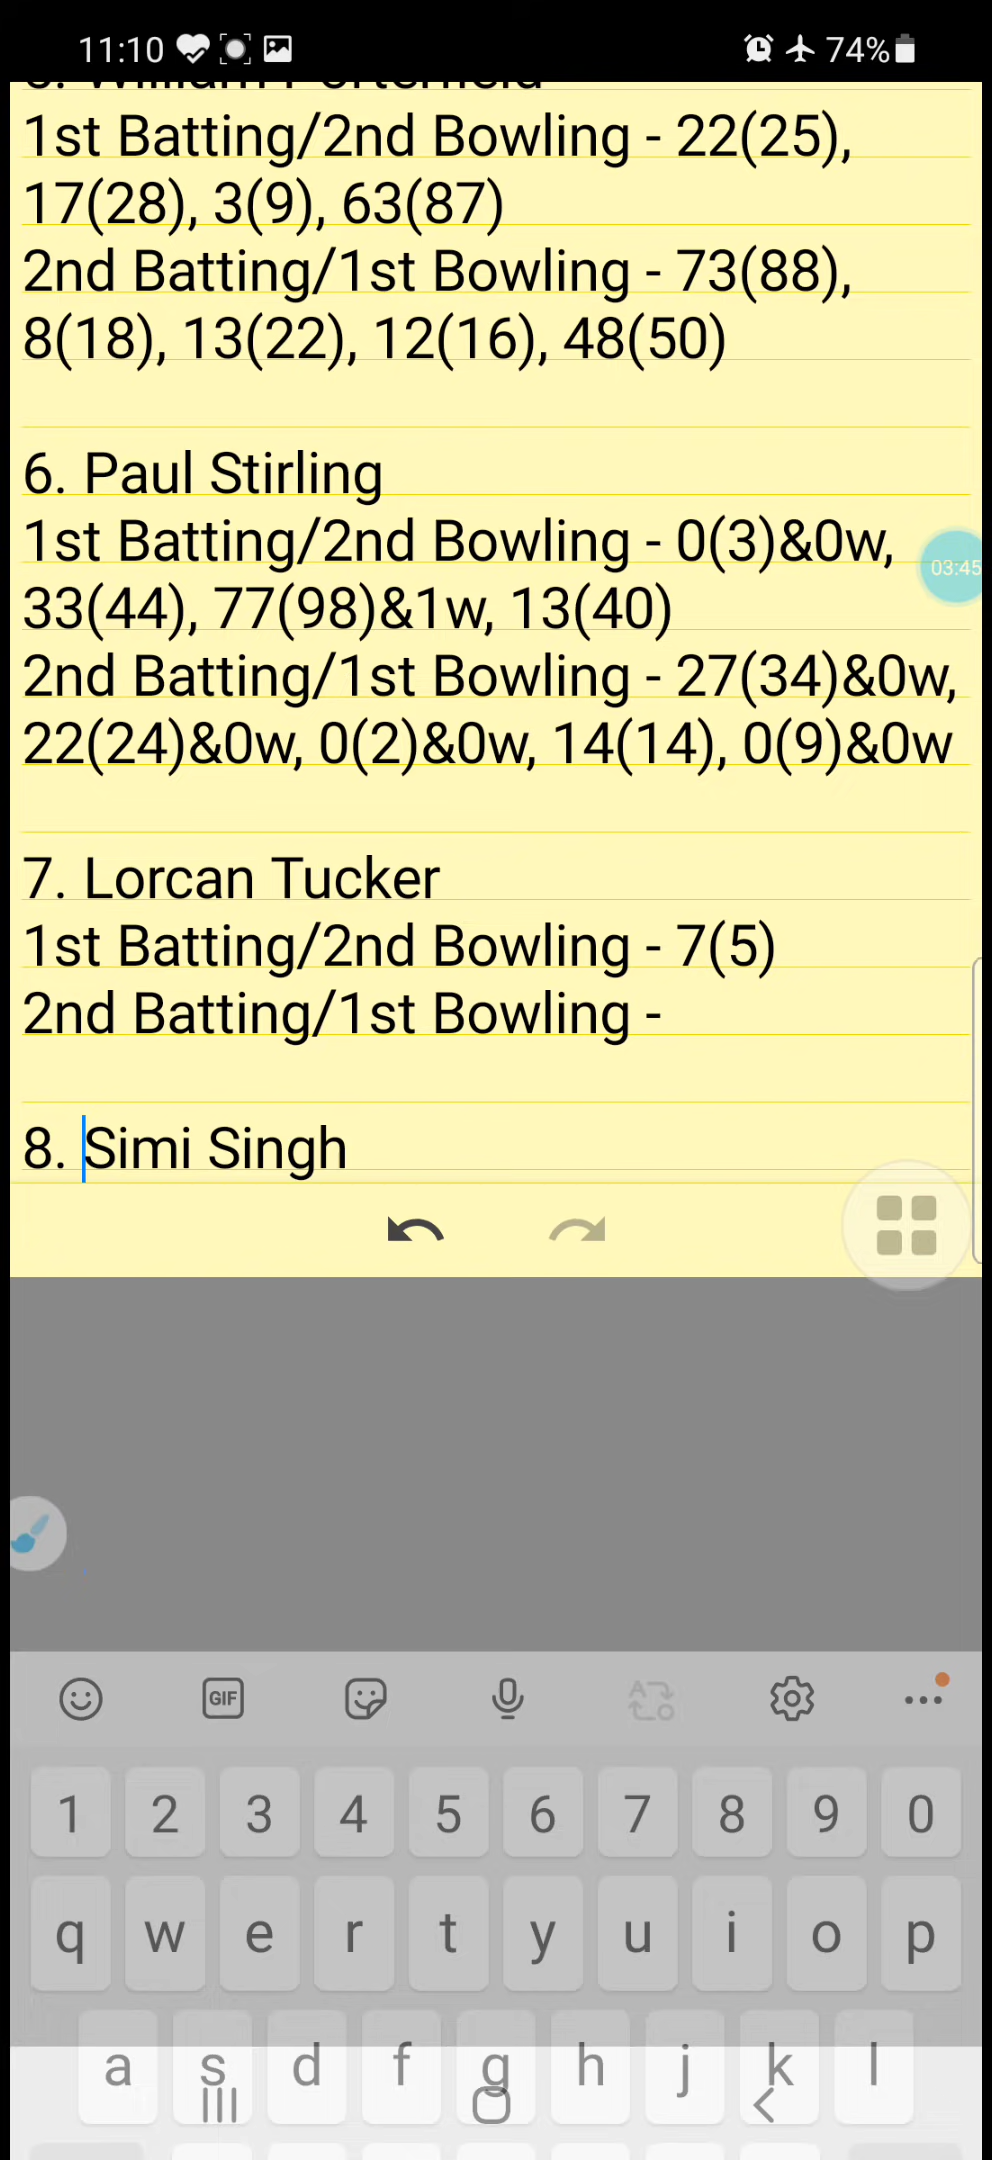 11:10 74%
5. William Porterfield
1st Batting/2nd Bowling - 22(25),
17(28), 3(9), 63(87)
2nd Batting/1st Bowling - 73(88),
8(18), 13(22), 12(16), 48(50)
6. Paul Stirling
1st Batting/2nd Bowling - 0(3)&0w,
33(44), 77(98)&1w, 13(40)
03:45
2nd Batting/1st Bowling - 27(34)&0w,
22(24)&0w, 0(2)&0w, 14(14), 0(9)&0w
7. Lorcan Tucker
1st Batting/2nd Bowling - 7(5)
2nd Batting/1st Bowling -
8. Simi Singh
GIF
1 2 3 4 5 6 7 8 9 0
q w e r t y u i o p
a s d f g h j k l